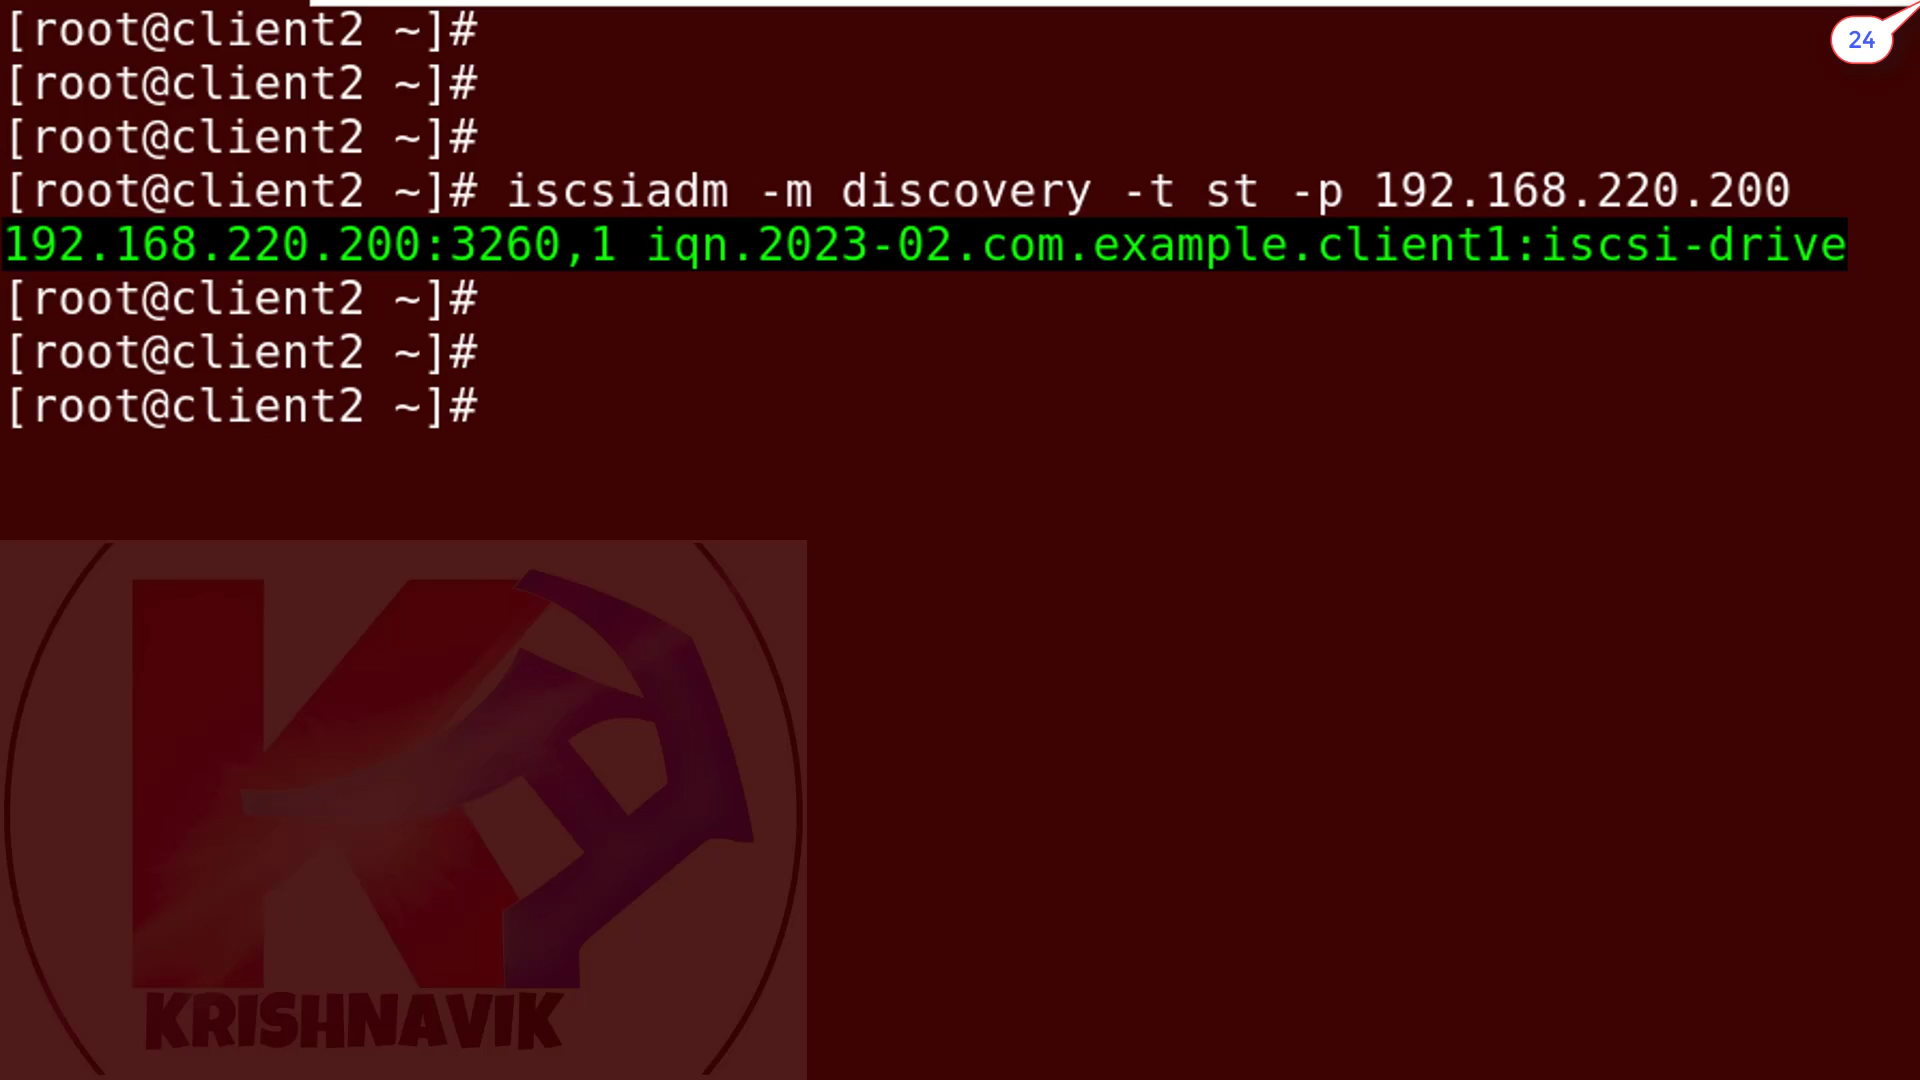 [root@client2 ~]#
[root@client2 ~]#
[root@client2 ~]#
[root@client2 ~]# iscsiadm -m discovery -t st -p 192.168.220.200
192.168.220.200:3260,1 iqn.2023-02.com.example.client1:iscsi-drive
[root@client2 ~]#
[root@client2 ~]#
[root@client2 ~]#
24
KRISHNAVIK